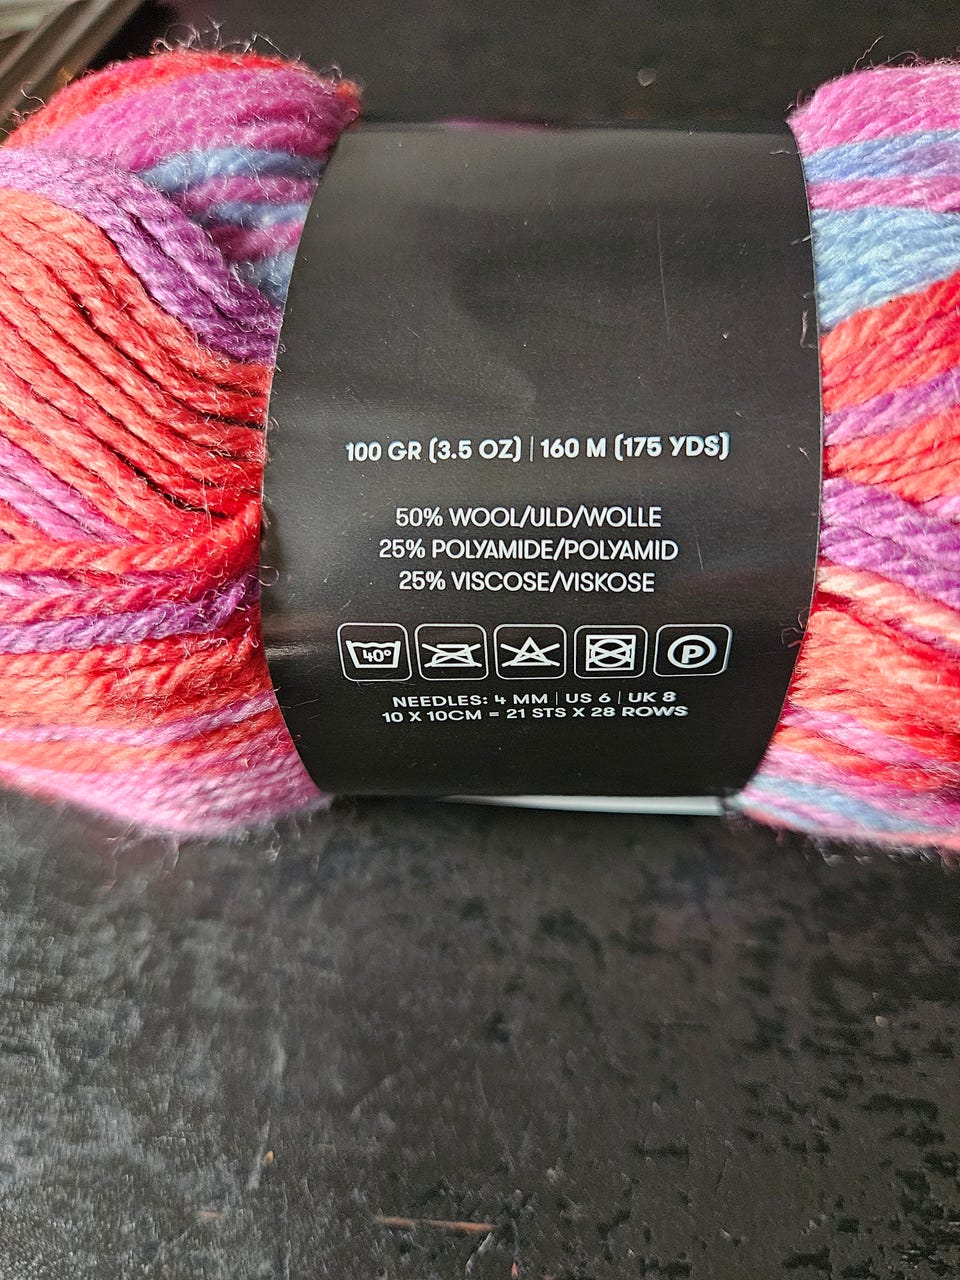 100 GR (3.5 OZ) | 160 M (175 YDS)
50% WOOL/ULD/WOLLE
25% POLYAMIDE/POLYAMID
25% VISCOSE/VISKOSE
40° P
NEEDLES: 4 MM | US 6 | UK 8
10 X 10CM = 21 STS X 28 ROWS